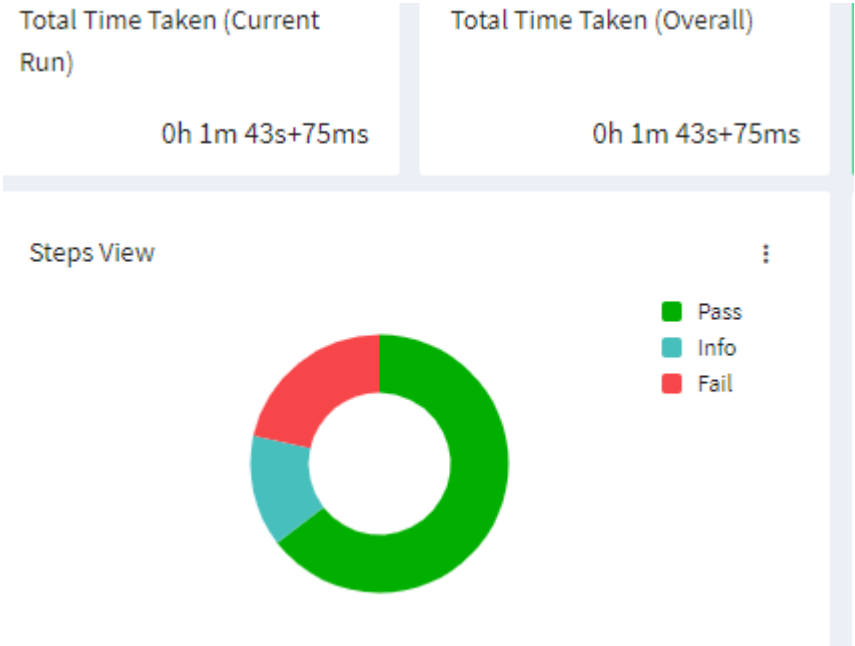 Total Time Taken (Current
Run)
0h 1m 43s+75ms
Total Time Taken (Overall)
0h 1m 43s+75ms
Steps View
Pass
Info
Fail